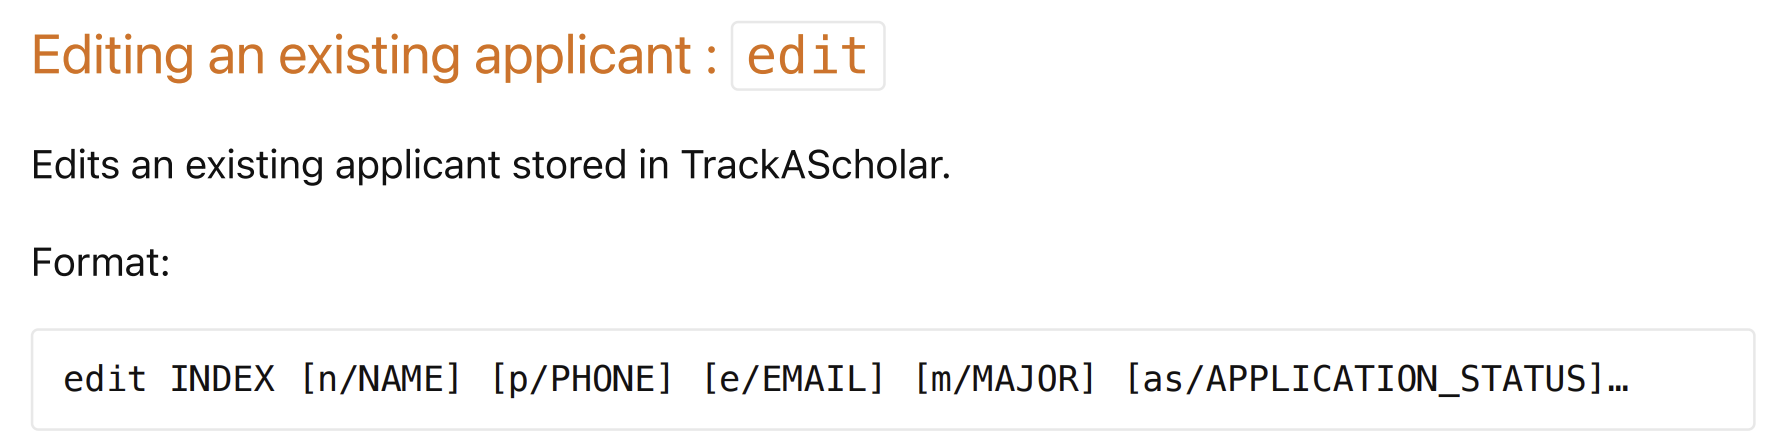 Editing an existing applicant : edit
Edits an existing applicant stored in TrackAScholar.
Format:
edit INDEX [n/NAME] [p/PHONE] [e/EMAIL] [m/MAJOR] [as/APPLICATION_STATUS]…